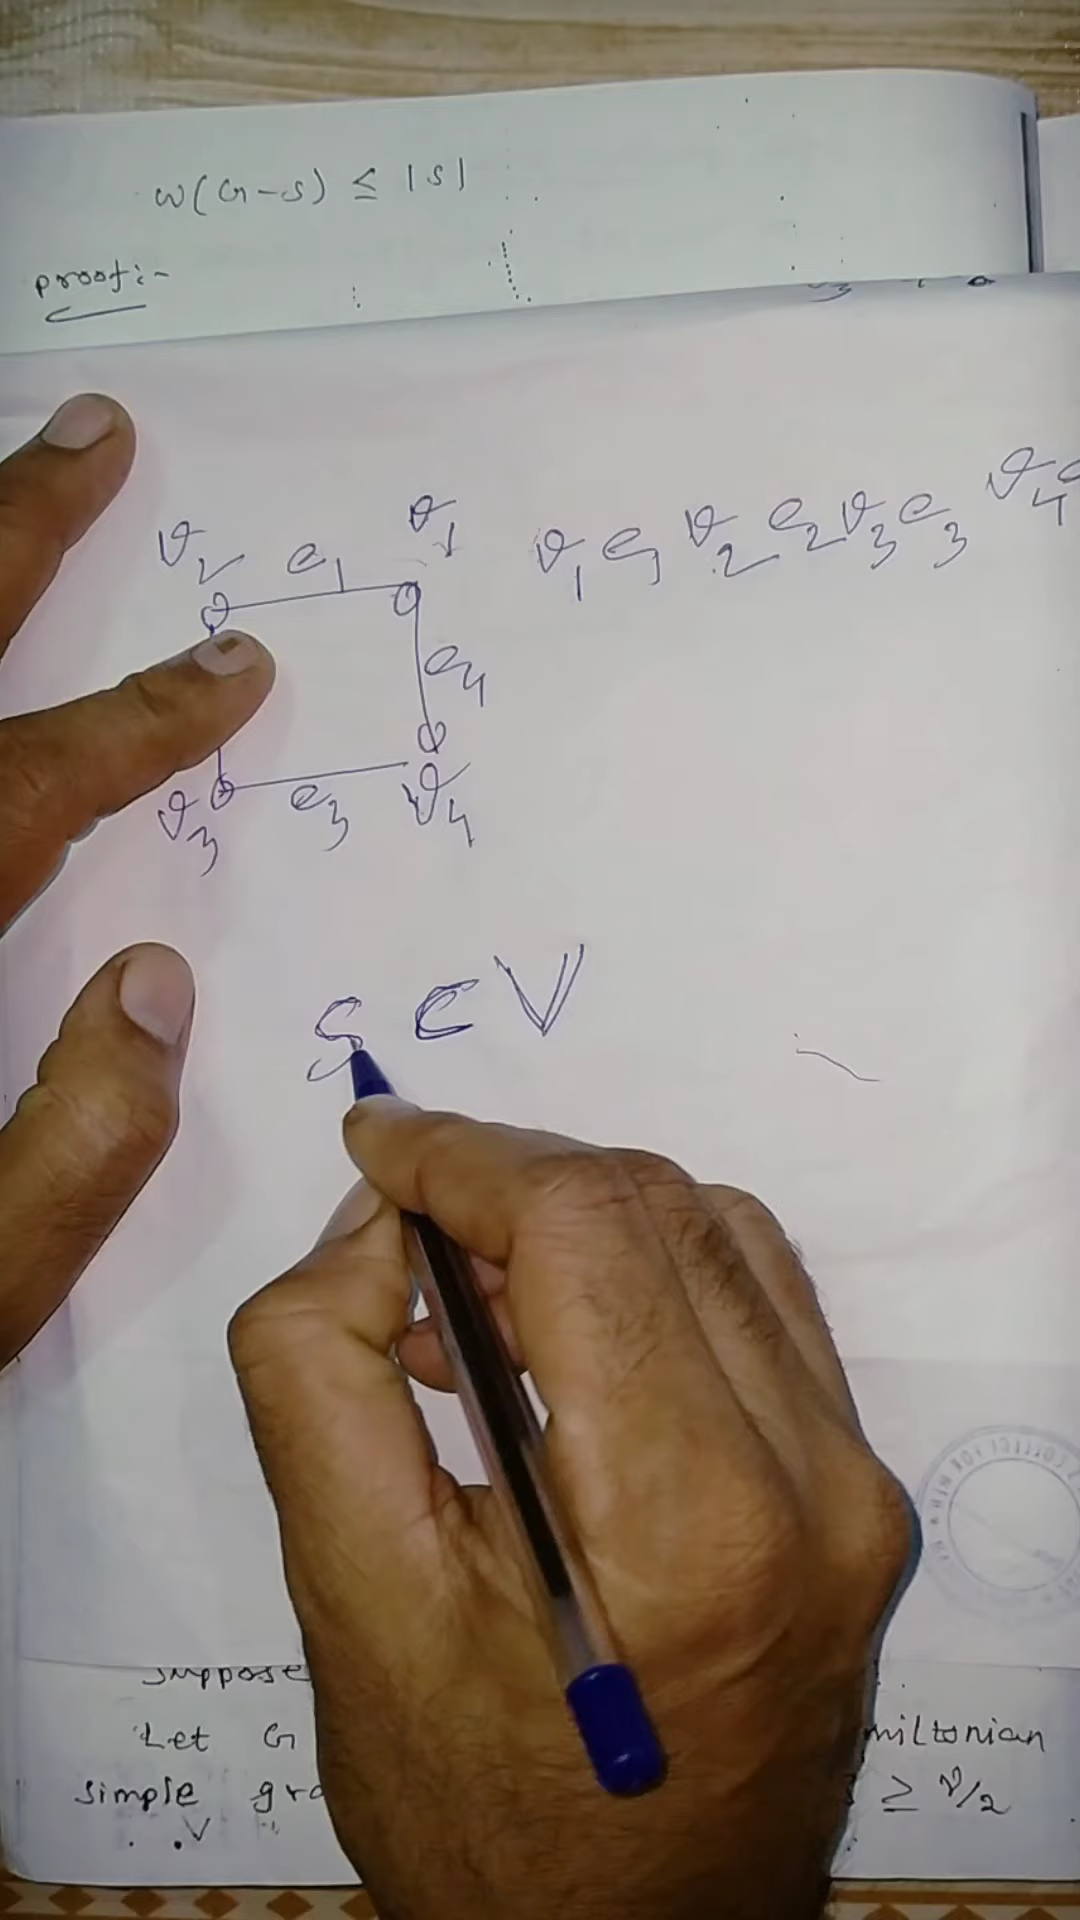 w(G-s) ≤ |s|
proof:-
v2 e1 v1
v1 e1 v2 e2 v3 e3 v4
e4
v3 e3 v4
S ⊂ V
suppose
Let G
miltonian
simple gra
≥ v/2